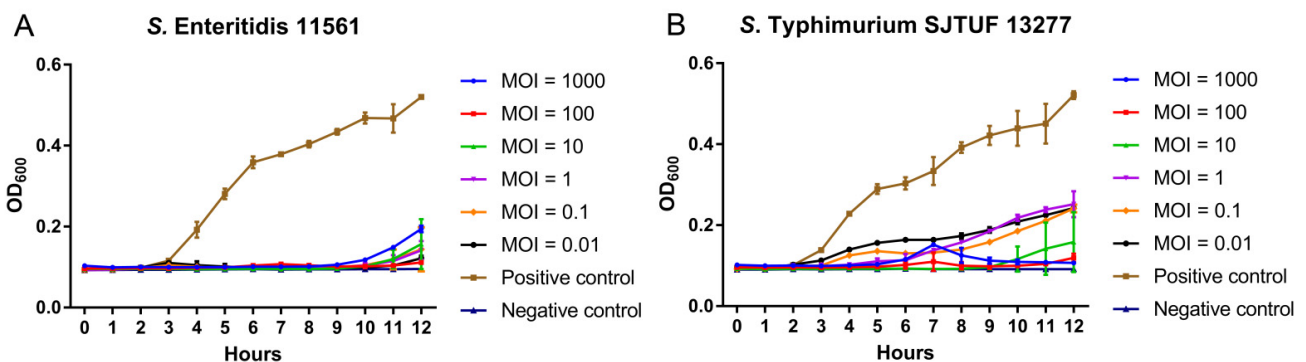 A
S. Enteritidis 11561
OD600
0.6
0.4
0.2
0.0
0 1 2 3 4 5 6 7 8 9 10 11 12
Hours
MOI = 1000
MOI = 100
MOI = 10
MOI = 1
MOI = 0.1
MOI = 0.01
Positive control
Negative control
B
S. Typhimurium SJTUF 13277
OD600
0.6
0.4
0.2
0.0
0 1 2 3 4 5 6 7 8 9 10 11 12
Hours
MOI = 1000
MOI = 100
MOI = 10
MOI = 1
MOI = 0.1
MOI = 0.01
Positive control
Negative control